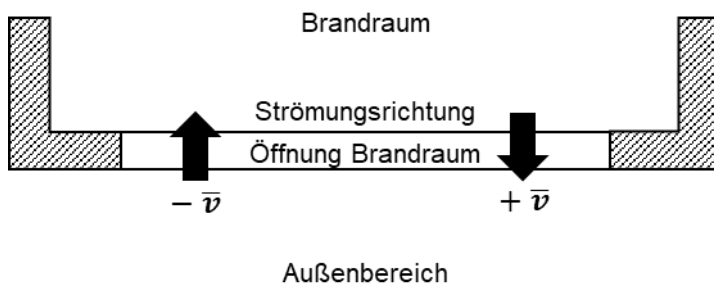 Brandraum
Strömungsrichtung
Öffnung Brandraum
− v̅ + v̅
Außenbereich